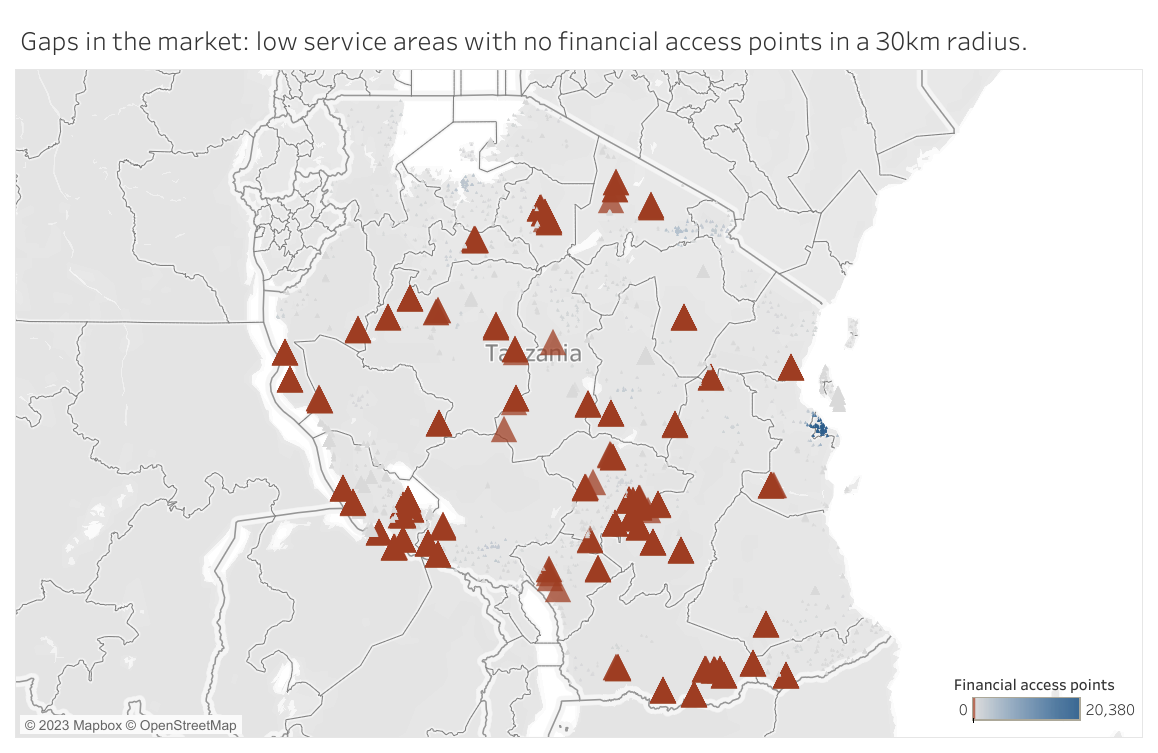 Gaps in the market: low service areas with no financial access points in a 30km radius.
Tanzania
Financial access points
0 20,380
© 2023 Mapbox © OpenStreetMap